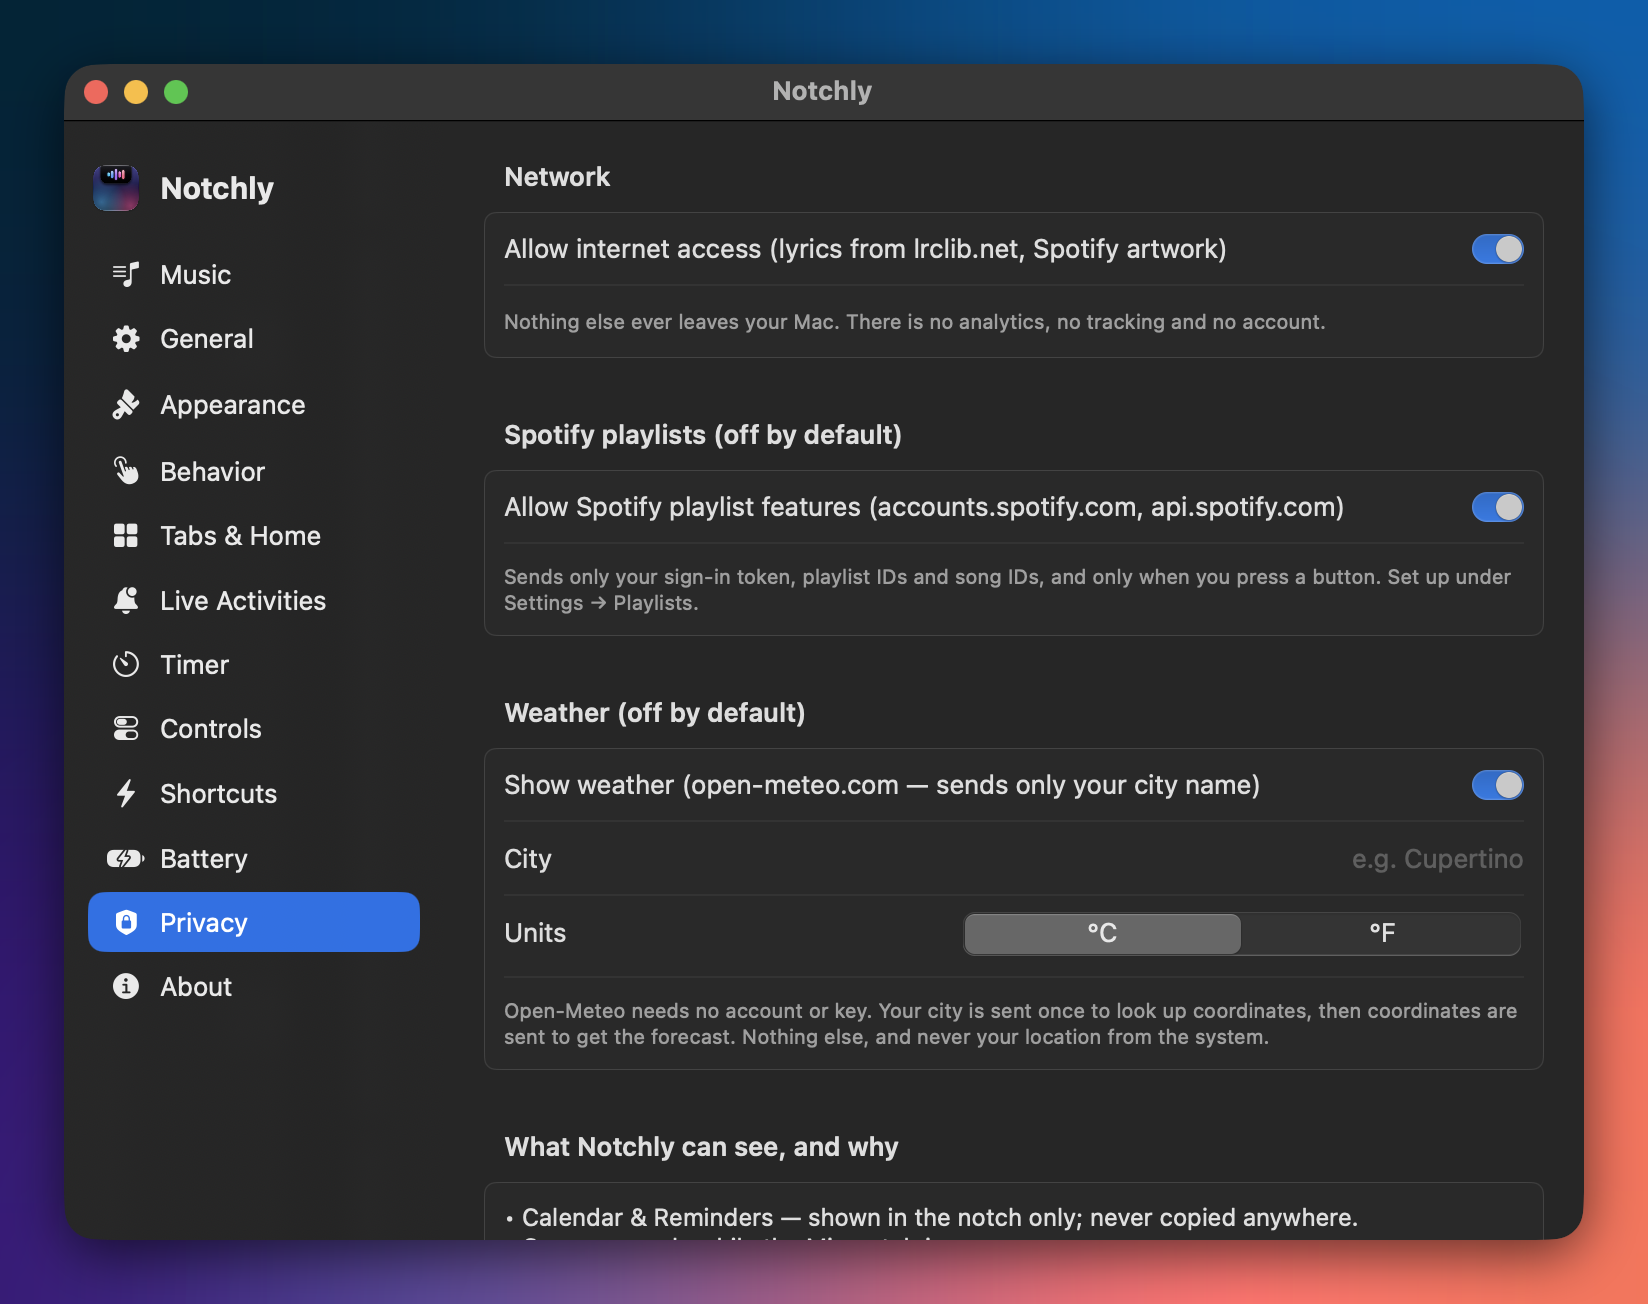 Notchly
Notchly
Music
General
Appearance
Behavior
Tabs & Home
Live Activities
Timer
Controls
Shortcuts
Battery
Privacy
About
Network
Allow internet access (lyrics from lrclib.net, Spotify artwork)
Nothing else ever leaves your Mac. There is no analytics, no tracking and no account.
Spotify playlists (off by default)
Allow Spotify playlist features (accounts.spotify.com, api.spotify.com)
Sends only your sign-in token, playlist IDs and song IDs, and only when you press a button. Set up under
Settings → Playlists.
Weather (off by default)
Show weather (open-meteo.com — sends only your city name)
City
e.g. Cupertino
Units
°C
°F
Open-Meteo needs no account or key. Your city is sent once to look up coordinates, then coordinates are
sent to get the forecast. Nothing else, and never your location from the system.
What Notchly can see, and why
• Calendar & Reminders — shown in the notch only; never copied anywhere.